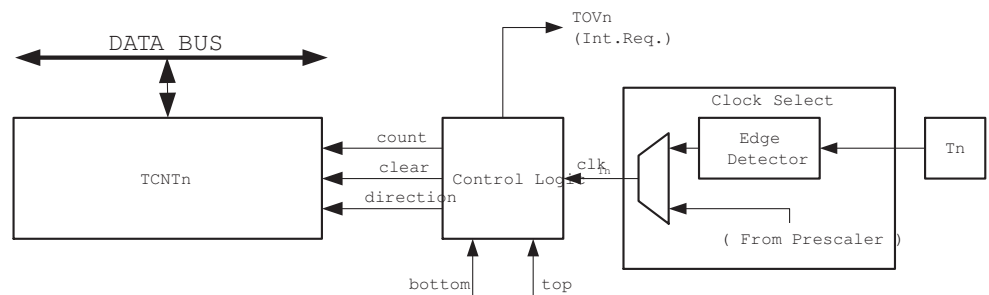 TOVn
(Int.Req.)
DATA BUS
Clock Select
count
Edge
Detector
Tn
clear
TCNTn
Control Logic
clkTn
direction
( From Prescaler )
bottom
top